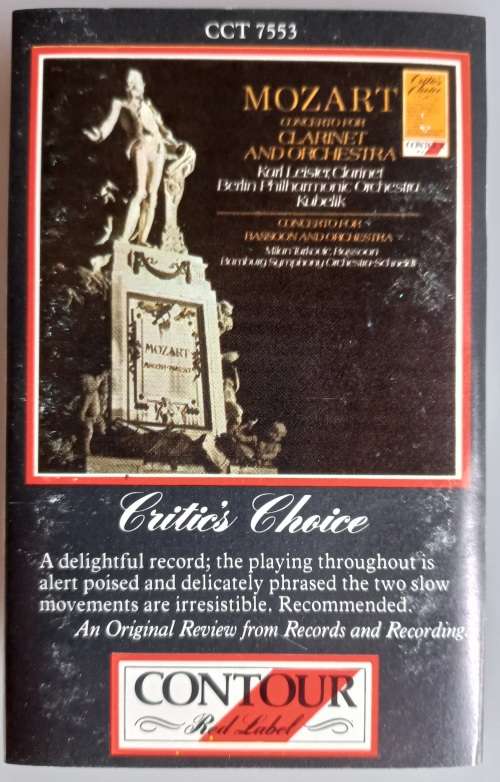 CCT 7553
MOZART
CONCERTO FOR
CLARINET
AND ORCHESTRA
Karl Leister, Clarinet
Berlin Philharmonic Orchestra
Kubelik
CONCERTO FOR
BASSOON AND ORCHESTRA
Milan Turkovic, Bassoon
Bamburg Symphony Orchestra-Schneidt
Critic's
Choice
CONTOUR
MOZART
Critic's Choice
A delightful record; the playing throughout is
alert poised and delicately phrased the two slow
movements are irresistible. Recommended.
An Original Review from Records and Recording.
CONTOUR
Red Label